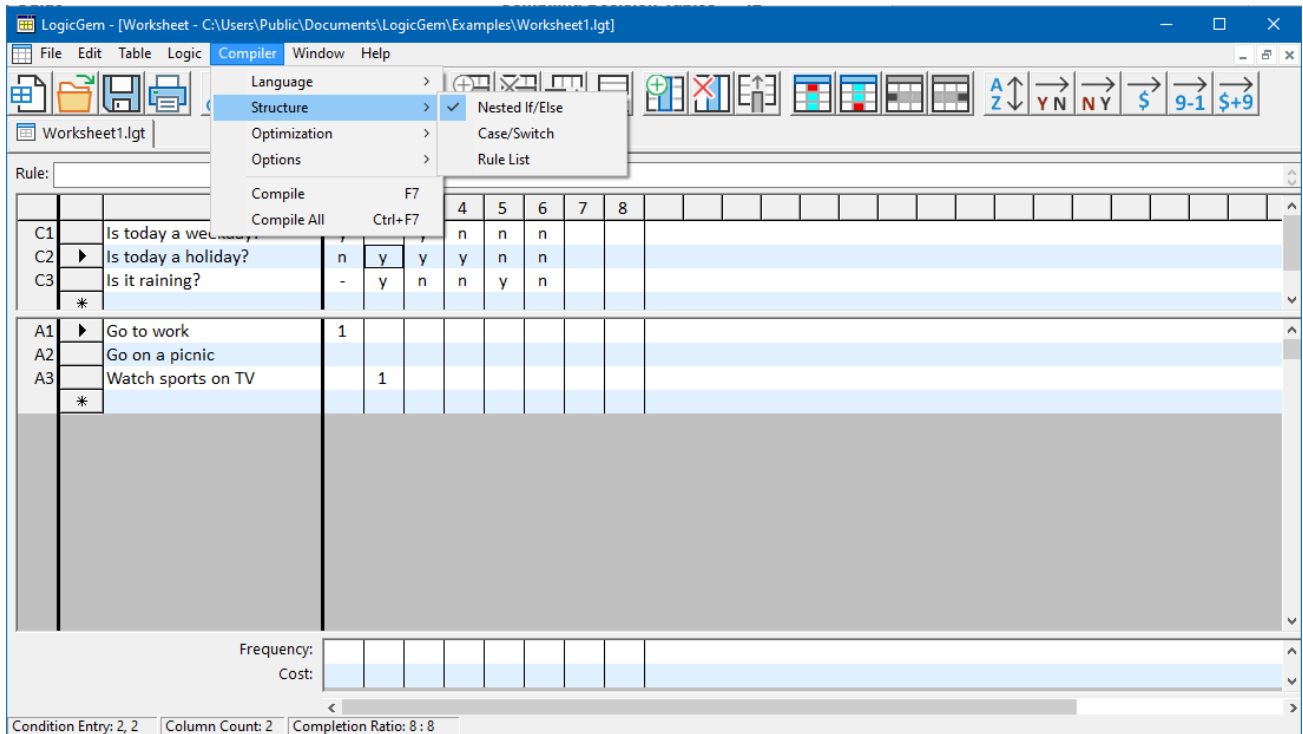 LogicGem - [Worksheet - C:\Users\Public\Documents\LogicGem\Examples\Worksheet1.lgt]
File Edit Table Logic Compiler Window Help
Language
Structure
Optimization
Options
Compile F7
Compile All Ctrl+F7
Nested If/Else
Case/Switch
Rule List
A Z Y N N Y $ 9-1 $+9
Worksheet1.lgt
Rule:
4 5 6 7 8
C1 Is today a n n n
C2 Is today a holiday? n y y y n n
C3 Is it raining? - y n n y n
*
A1 Go to work 1
A2 Go on a picnic
A3 Watch sports on TV 1
*
Frequency:
Cost:
Condition Entry: 2, 2 Column Count: 2 Completion Ratio: 8 : 8